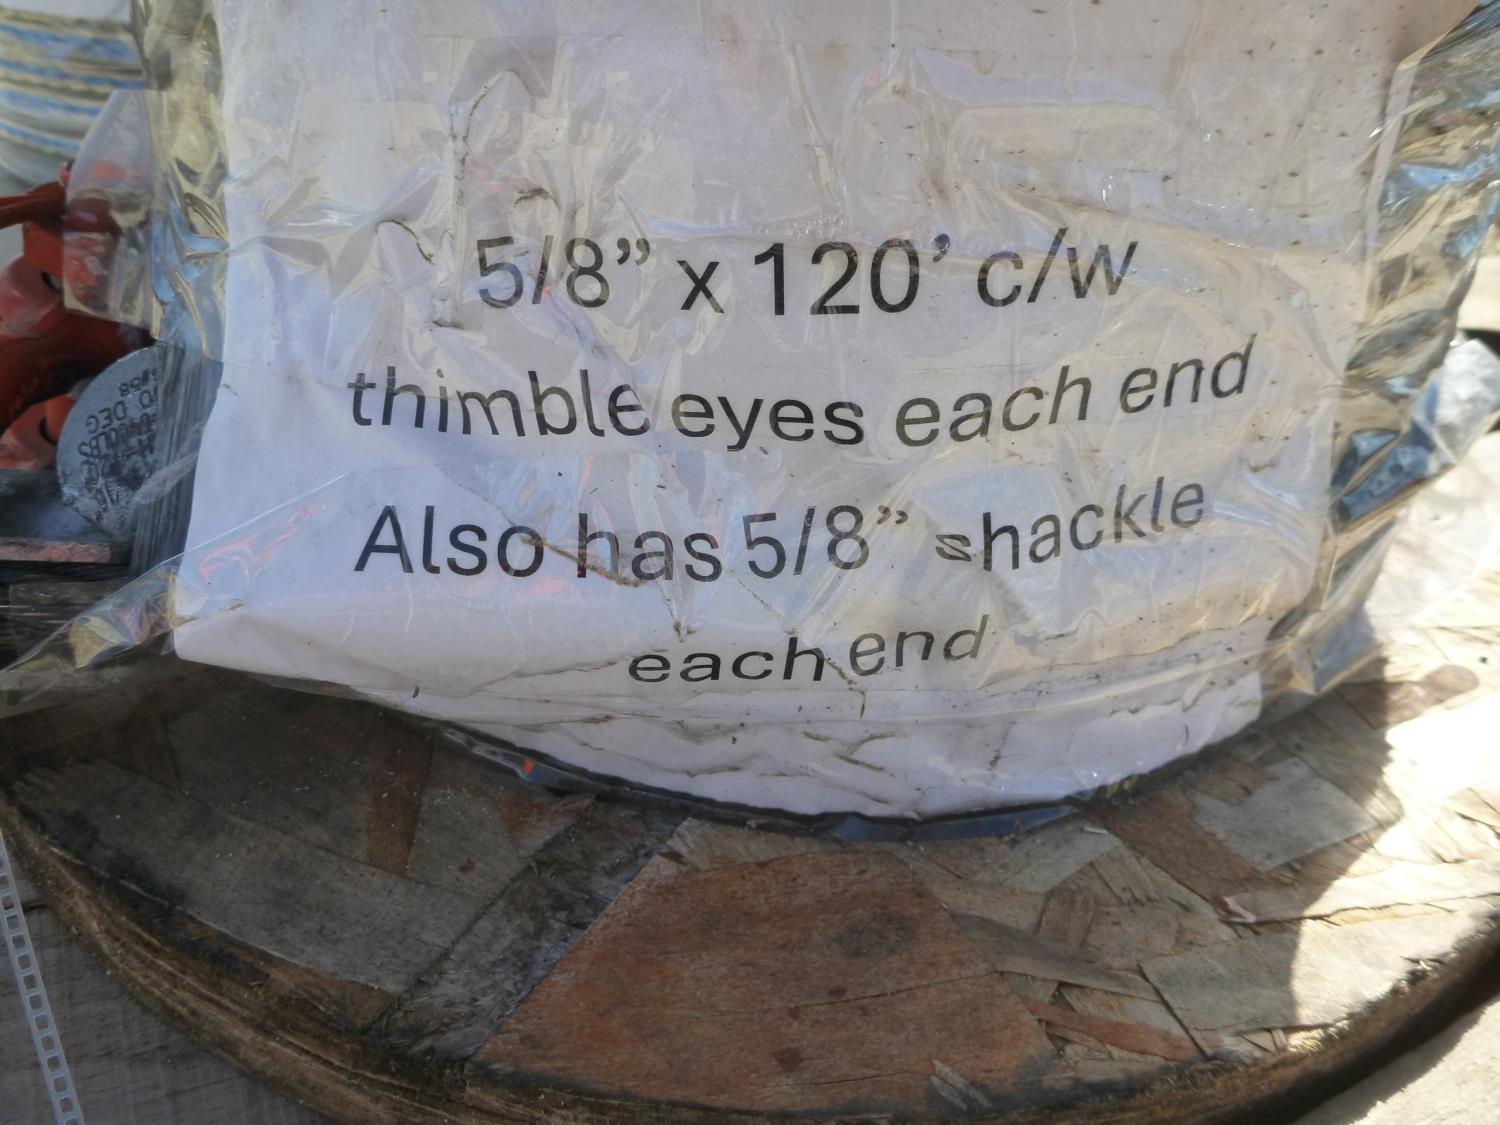 5/8” x 120’ c/w
thimble eyes each end
Also has 5/8” shackle
each end